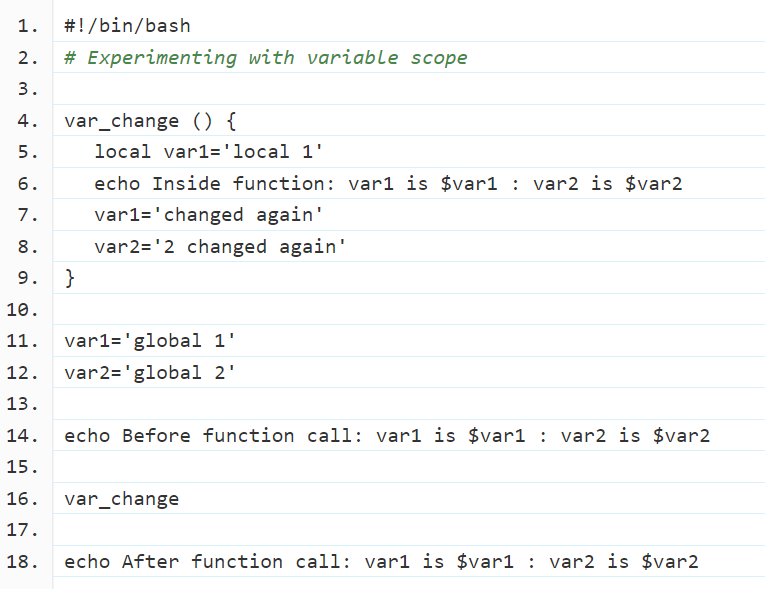 1. #!/bin/bash
2. # Experimenting with variable scope
3.
4. var_change () {
5. local var1='local 1'
6. echo Inside function: var1 is $var1 : var2 is $var2
7. var1='changed again'
8. var2='2 changed again'
9. }
10.
11. var1='global 1'
12. var2='global 2'
13.
14. echo Before function call: var1 is $var1 : var2 is $var2
15.
16. var_change
17.
18. echo After function call: var1 is $var1 : var2 is $var2